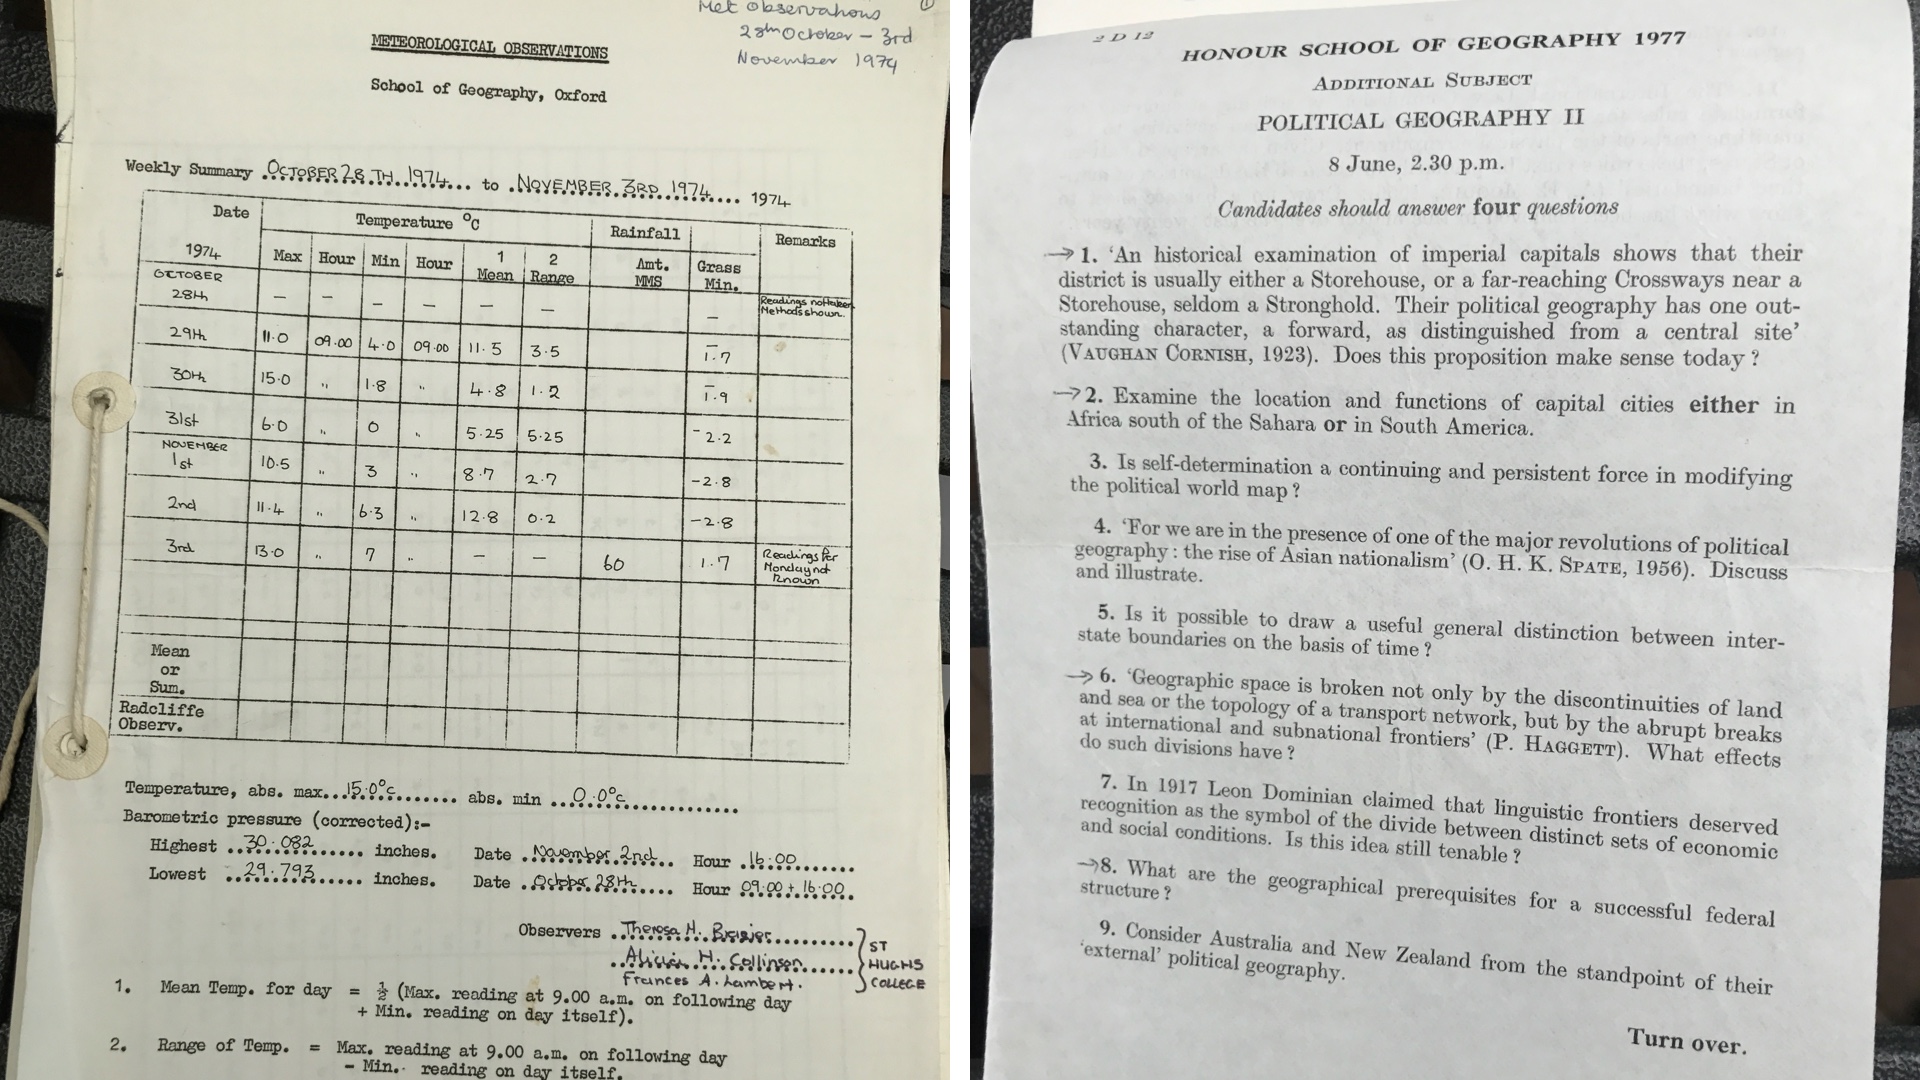 Met Observations
28th October – 3rd
November 1974
1
METEOROLOGICAL OBSERVATIONS
School of Geography, Oxford
Weekly Summary OCTOBER 28TH, 1974 to NOVEMBER 3RD 1974 1974
Date Temperature °C Rainfall Remarks
1974 Max Hour Min Hour 1 Mean 2 Range Amt. MMS Grass Min.
OCTOBER 28th – – – – – – – Readings not taken Methods shown.
29th 11.0 09.00 4.0 09.00 11.5 3.5 -1.7
30th 15.0 " 1.8 " 4.8 1.2 -1.9
31st 6.0 " 0 " 5.25 5.25 -2.2
NOVEMBER 1st 10.5 " 3 " 8.7 2.7 -2.8
2nd 11.4 " 6.3 " 12.8 0.2 -2.8
3rd 13.0 " 7 " – – 60 1.7 Readings for Monday not known
Mean
or
Sum.
Radcliffe
Observ.
Temperature, abs. max...15.0°c........ abs. min ...0.0°c..............
Barometric pressure (corrected):-
Highest ..30.082...... inches. Date .November 2nd.. Hour .16:00.......
Lowest ..29.793...... inches. Date .October 28th.... Hour 09:00 + 16:00.
Observers ..Theresa M. Brasier..........
Alicia H. Collinson
Frances A. Lambert.
ST
HUGHS
COLLEGE
1. Mean Temp. for day = ½ (Max. reading at 9.00 a.m. on following day
+ Min. reading on day itself).
2. Range of Temp. = Max. reading at 9.00 a.m. on following day
- Min. reading on day itself.
2 D 12
HONOUR SCHOOL OF GEOGRAPHY 1977
ADDITIONAL SUBJECT
POLITICAL GEOGRAPHY II
8 June, 2.30 p.m.
Candidates should answer four questions
→ 1. 'An historical examination of imperial capitals shows that their
district is usually either a Storehouse, or a far-reaching Crossways near a
Storehouse, seldom a Stronghold. Their political geography has one out-
standing character, a forward, as distinguished from a central site'
(VAUGHAN CORNISH, 1923). Does this proposition make sense today?
→ 2. Examine the location and functions of capital cities either in
Africa south of the Sahara or in South America.
3. Is self-determination a continuing and persistent force in modifying
the political world map?
4. 'For we are in the presence of one of the major revolutions of political
geography: the rise of Asian nationalism' (O. H. K. SPATE, 1956). Discuss
and illustrate.
5. Is it possible to draw a useful general distinction between inter-
state boundaries on the basis of time?
→ 6. 'Geographic space is broken not only by the discontinuities of land
and sea or the topology of a transport network, but by the abrupt breaks
at international and subnational frontiers' (P. HAGGETT). What effects
do such divisions have?
7. In 1917 Leon Dominian claimed that linguistic frontiers deserved
recognition as the symbol of the divide between distinct sets of economic
and social conditions. Is this idea still tenable?
→ 8. What are the geographical prerequisites for a successful federal
structure?
9. Consider Australia and New Zealand from the standpoint of their
'external' political geography.
Turn over.